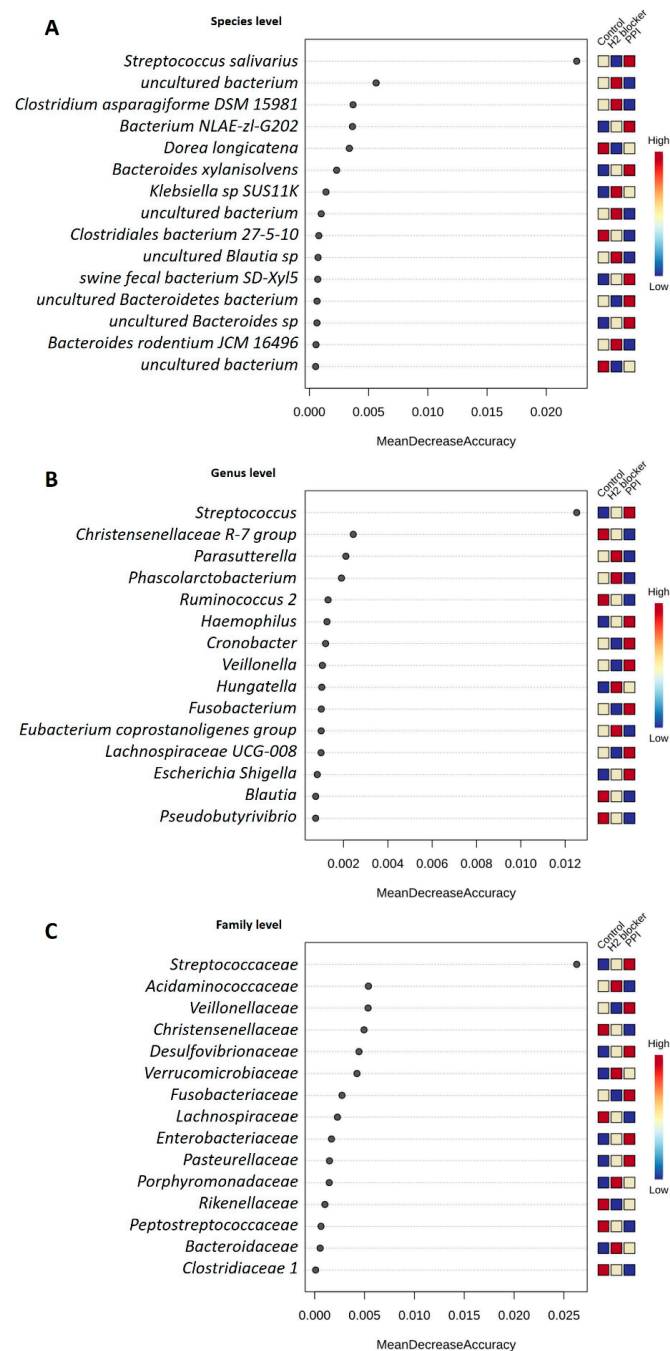 A
Species level
Control
H2 blocker
PPI
Streptococcus salivarius
uncultured bacterium
Clostridium asparagiforme DSM 15981
Bacterium NLAE-zl-G202
Dorea longicatena
Bacteroides xylanisolvens
Klebsiella sp SUS11K
uncultured bacterium
Clostridiales bacterium 27-5-10
uncultured Blautia sp
swine fecal bacterium SD-Xyl5
uncultured Bacteroidetes bacterium
uncultured Bacteroides sp
Bacteroides rodentium JCM 16496
uncultured bacterium
High
Low
0.000 0.005 0.010 0.015 0.020
MeanDecreaseAccuracy
B
Genus level
Control
H2 blocker
PPI
Streptococcus
Christensenellaceae R-7 group
Parasutterella
Phascolarctobacterium
Ruminococcus 2
Haemophilus
Cronobacter
Veillonella
Hungatella
Fusobacterium
Eubacterium coprostanoligenes group
Lachnospiraceae UCG-008
Escherichia Shigella
Blautia
Pseudobutyrivibrio
High
Low
0.002 0.004 0.006 0.008 0.010 0.012
MeanDecreaseAccuracy
C
Family level
Control
H2 blocker
PPI
Streptococcaceae
Acidaminococcaceae
Veillonellaceae
Christensenellaceae
Desulfovibrionaceae
Verrucomicrobiaceae
Fusobacteriaceae
Lachnospiraceae
Enterobacteriaceae
Pasteurellaceae
Porphyromonadaceae
Rikenellaceae
Peptostreptococcaceae
Bacteroidaceae
Clostridiaceae 1
High
Low
0.000 0.005 0.010 0.015 0.020 0.025
MeanDecreaseAccuracy